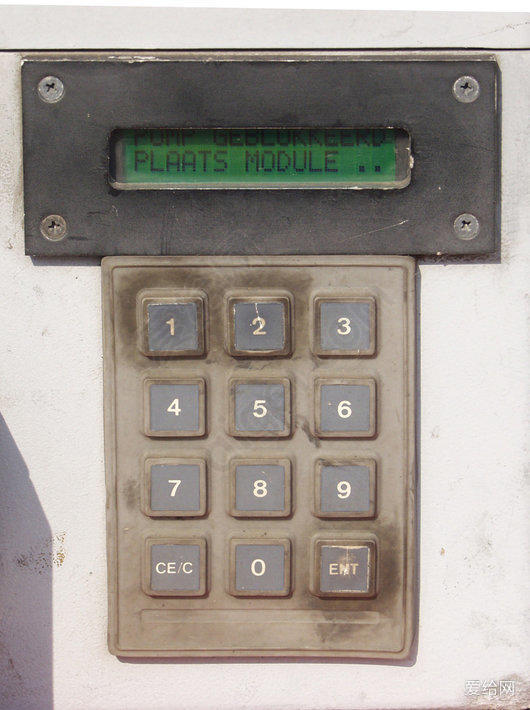 POMP GEBLOKKEERD
PLAATS MODULE ..
1 2 3
4 5 6
7 8 9
CE/C 0 ENT
爱给网